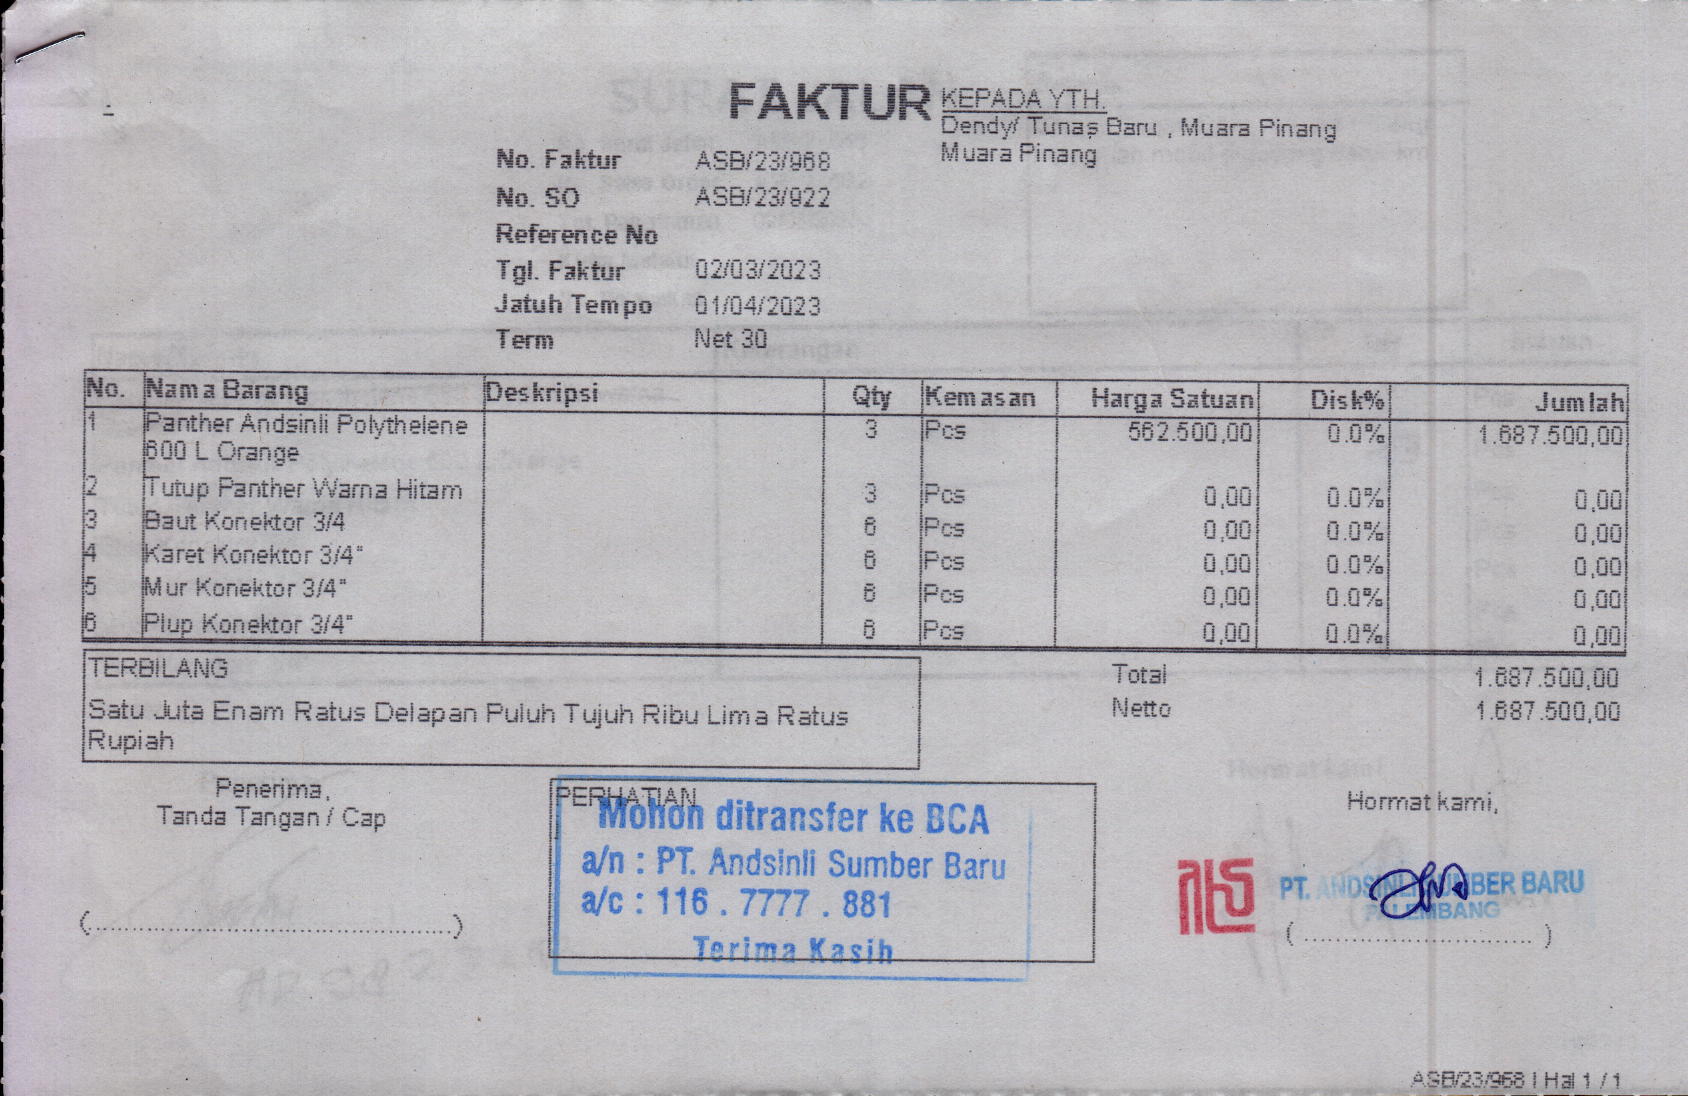 FAKTUR
KEPADA YTH.
Dendy/ Tunas Baru , Muara Pinang
Muara Pinang
No. Faktur ASB/23/968
No. SO ASB/23/922
Reference No
Tgl. Faktur 02/03/2023
Jatuh Tempo 01/04/2023
Term Net 30
No. Nama Barang Deskripsi Qty Kemasan Harga Satuan Disk% Jumlah
1 Panther Andsinli Polythelene 3 Pcs 562.500,00 0.0% 1.687.500,00
600 L Orange
2 Tutup Panther Warna Hitam 3 Pcs 0,00 0.0% 0,00
3 Baut Konektor 3/4 6 Pcs 0,00 0.0% 0,00
4 Karet Konektor 3/4" 6 Pcs 0,00 0.0% 0,00
5 Mur Konektor 3/4" 6 Pcs 0,00 0.0% 0,00
6 Plup Konektor 3/4" 6 Pcs 0,00 0.0% 0,00
TERBILANG
Satu Juta Enam Ratus Delapan Puluh Tujuh Ribu Lima Ratus
Rupiah
Total 1.687.500,00
Netto 1.687.500,00
Penerima,
Tanda Tangan / Cap
(..................................................)
PERHATIAN
Mohon ditransfer ke BCA
a/n : PT. Andsinli Sumber Baru
a/c : 116 . 7777 . 881
Terima Kasih
Hormat kami,
PT. ANDSINLI SUMBER BARU
PALEMBANG
( ................................ )
ASB/23/968 | Hal 1 / 1